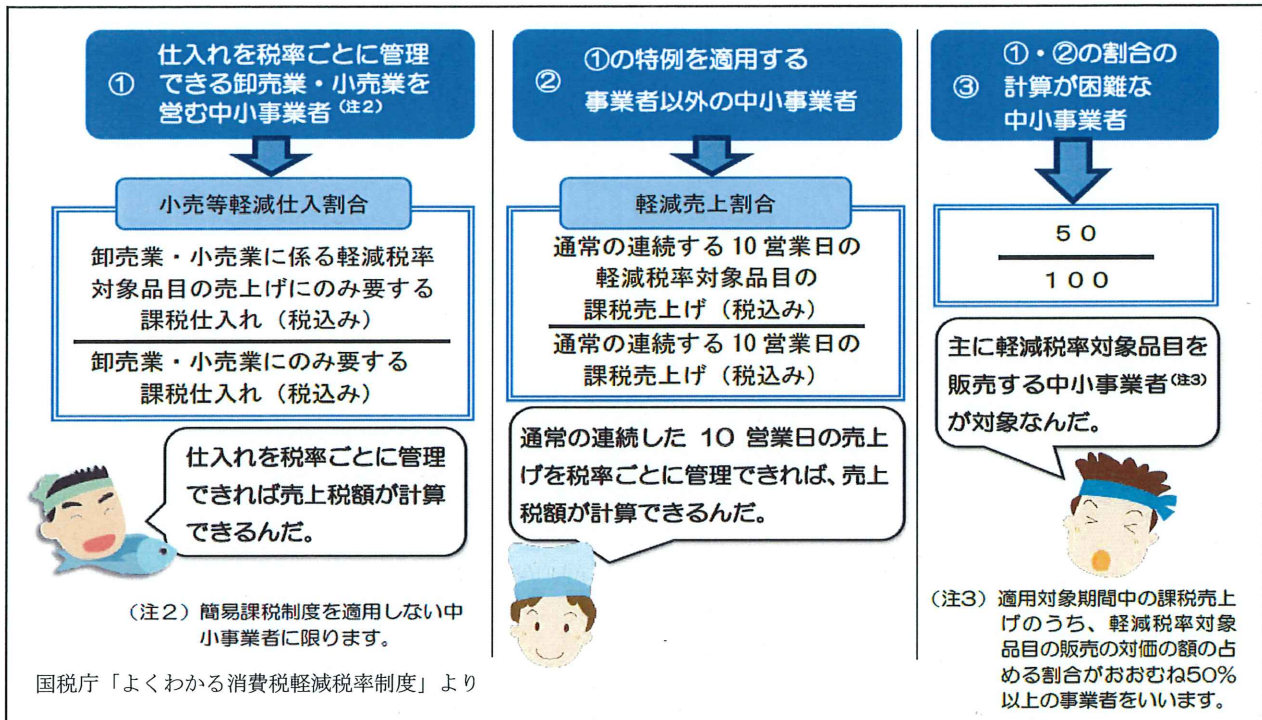 ① 仕入れを税率ごとに管理
できる卸売業・小売業を
営む中小事業者(注2)
小売等軽減仕入割合
卸売業・小売業に係る軽減税率
対象品目の売上げにのみ要する
課税仕入れ（税込み）
卸売業・小売業にのみ要する
課税仕入れ（税込み）
仕入れを税率ごとに管理
できれば売上税額が計算
できるんだ。
（注２）簡易課税制度を適用しない中
小事業者に限ります。
② ①の特例を適用する
事業者以外の中小事業者
軽減売上割合
通常の連続する10営業日の
軽減税率対象品目の
課税売上げ（税込み）
通常の連続する10営業日の
課税売上げ（税込み）
通常の連続した 10 営業日の売上
げを税率ごとに管理できれば、売上
税額が計算できるんだ。
③ ①・②の割合の
計算が困難な
中小事業者
５０
１００
主に軽減税率対象品目を
販売する中小事業者(注3)
が対象なんだ。
（注3）適用対象期間中の課税売上
げのうち、軽減税率対象
品目の販売の対価の額の占
める割合がおおむね50％
以上の事業者をいいます。
国税庁「よくわかる消費税軽減税率制度」より